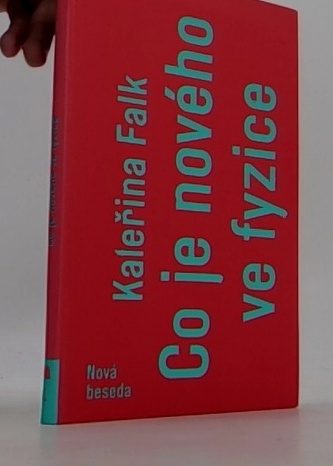 Kateřina Falk
Co je nového
ve fyzice
Nová
beseda